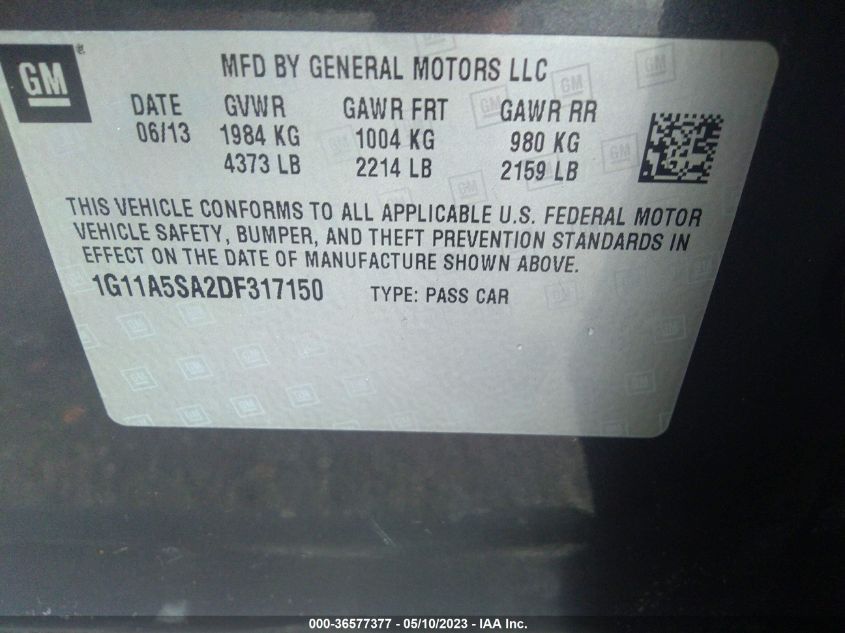 GM
MFD BY GENERAL MOTORS LLC
DATE GVWR GAWR FRT GAWR RR
06/13 1984 KG 1004 KG 980 KG
4373 LB 2214 LB 2159 LB
THIS VEHICLE CONFORMS TO ALL APPLICABLE U.S. FEDERAL MOTOR
VEHICLE SAFETY, BUMPER, AND THEFT PREVENTION STANDARDS IN
EFFECT ON THE DATE OF MANUFACTURE SHOWN ABOVE.
1G11A5SA2DF317150 TYPE: PASS CAR
000-36577377 - 05/10/2023 - IAA Inc.